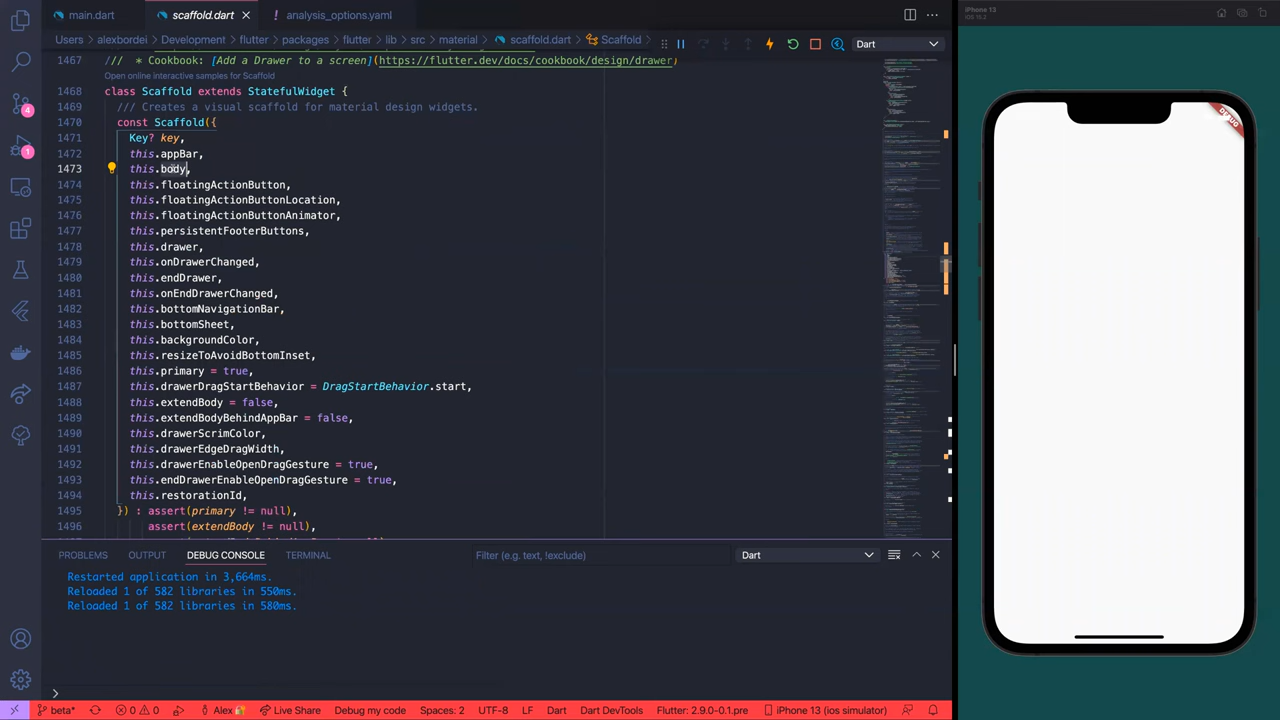 main.dart
scaffold.dart
analysis_options.yaml
Users > alexbordei > Development > flutter > packages > flutter > lib > src > material > scaffold.dart > Scaffold
Dart
1467 /// * Cookbook: [Add a Drawer to a screen](https://flutter.dev/docs/cookbook/design/drawer)
Open online interactive samples for Scaffold
1468 class Scaffold extends StatefulWidget {
1469 /// Creates a visual scaffold for material design widgets.
1470 const Scaffold({
1471 Key? key,
1472 this.appBar,
1473 this.body,
1474 this.floatingActionButton,
1475 this.floatingActionButtonLocation,
1476 this.floatingActionButtonAnimator,
1477 this.persistentFooterButtons,
1478 this.drawer,
1479 this.onDrawerChanged,
1480 this.endDrawer,
1481 this.onEndDrawerChanged,
1482 this.bottomNavigationBar,
1483 this.bottomSheet,
1484 this.backgroundColor,
1485 this.resizeToAvoidBottomInset,
1486 this.primary = true,
1487 this.drawerDragStartBehavior = DragStartBehavior.start,
1488 this.extendBody = false,
1489 this.extendBodyBehindAppBar = false,
1490 this.drawerScrimColor,
1491 this.drawerEdgeDragWidth,
1492 this.drawerEnableOpenDragGesture = true,
1493 this.endDrawerEnableOpenDragGesture = true,
1494 this.restorationId,
1495 }) : assert(primary != null),
1496 assert(extendBody != null),
PROBLEMS OUTPUT DEBUG CONSOLE TERMINAL
Filter (e.g. text, !exclude)
Dart
Restarted application in 3,664ms.
Reloaded 1 of 582 libraries in 550ms.
Reloaded 1 of 582 libraries in 580ms.
>
4
1
beta* 0 0 Alex Live Share Debug my code Spaces: 2 UTF-8 LF Dart Dart DevTools Flutter: 2.9.0-0.1.pre iPhone 13 (ios simulator)
iPhone 13
iOS 15.2
DEBUG